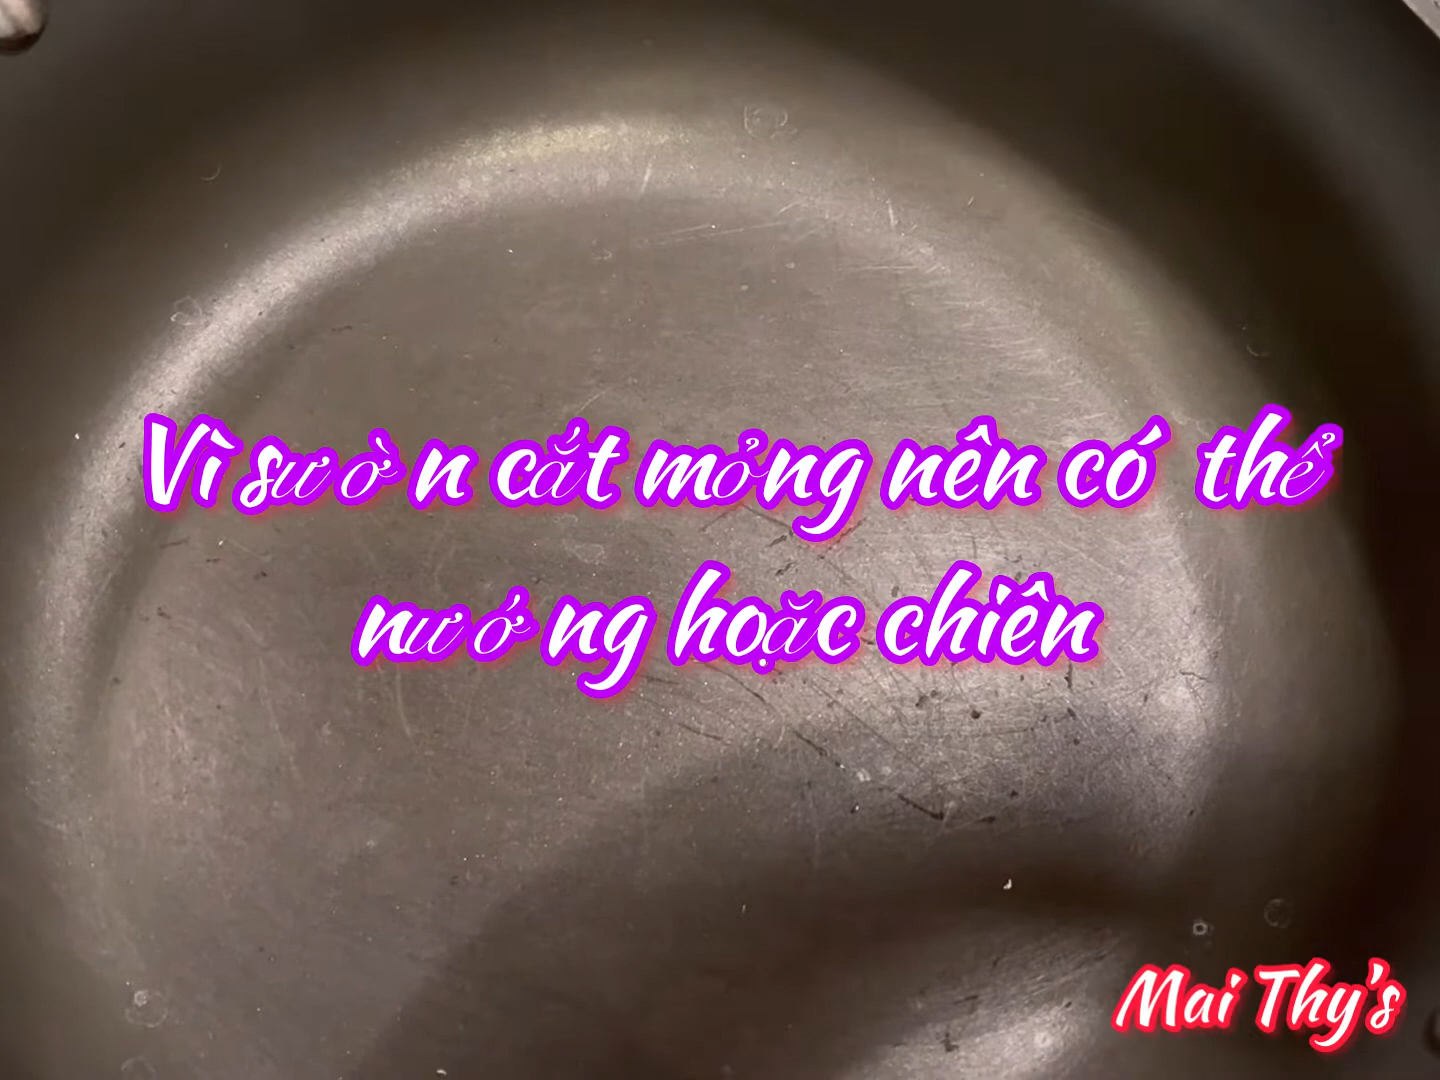 Vì sườn cắt mỏng nên có thể
nướng hoặc chiên
Mai Thy's